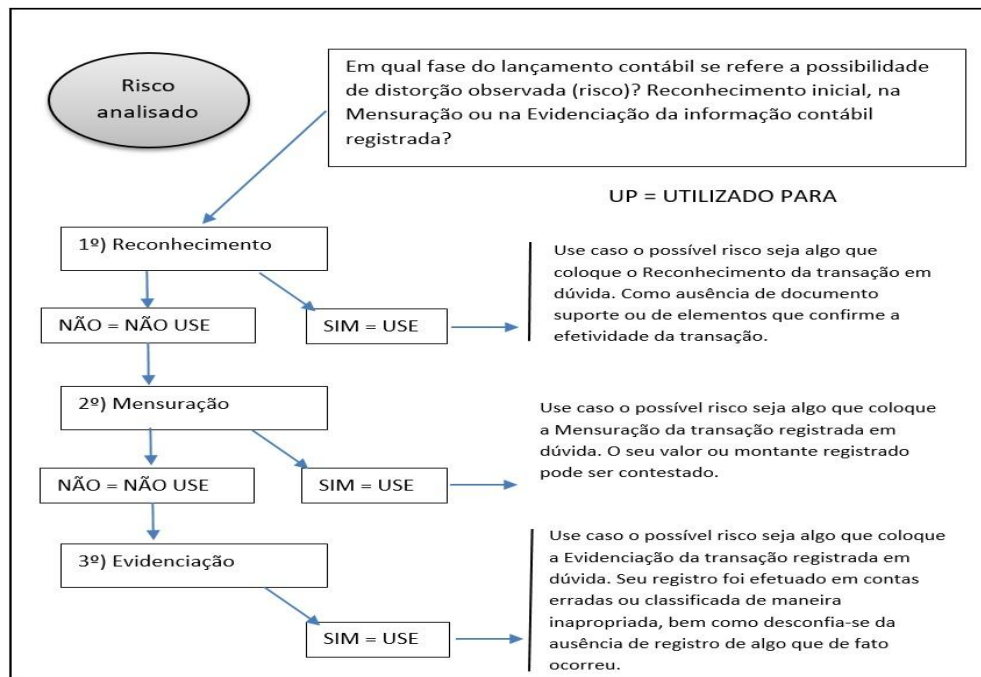 Risco
analisado
Em qual fase do lançamento contábil se refere a possibilidade
de distorção observada (risco)? Reconhecimento inicial, na
Mensuração ou na Evidenciação da informação contábil
registrada?
UP = UTILIZADO PARA
1º) Reconhecimento
NÃO = NÃO USE
SIM = USE
Use caso o possível risco seja algo que
coloque o Reconhecimento da transação em
dúvida. Como ausência de documento
suporte ou de elementos que confirme a
efetividade da transação.
2º) Mensuração
NÃO = NÃO USE
SIM = USE
Use caso o possível risco seja algo que coloque
a Mensuração da transação registrada em
dúvida. O seu valor ou montante registrado
pode ser contestado.
3º) Evidenciação
SIM = USE
Use caso o possível risco seja algo que coloque
a Evidenciação da transação registrada em
dúvida. Seu registro foi efetuado em contas
erradas ou classificada de maneira
inapropriada, bem como desconfia-se da
ausência de registro de algo que de fato
ocorreu.